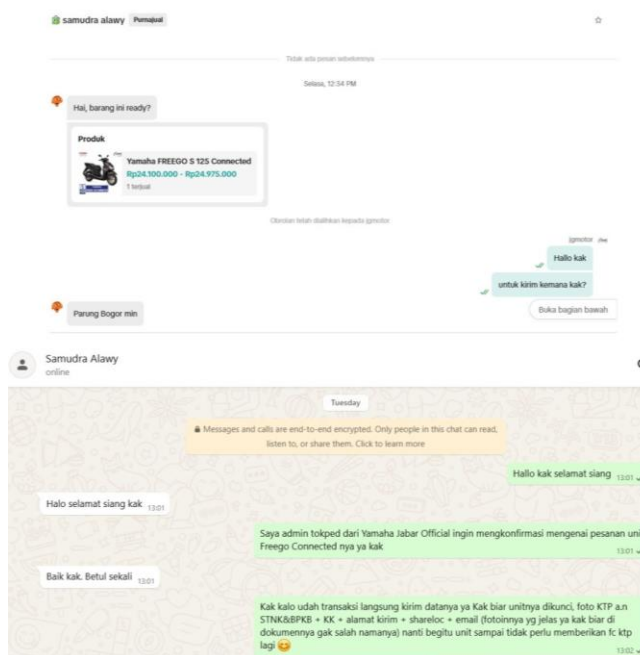 samudra alawy Purnajual
Tidak ada pesan sebelumnya
Selasa, 12:34 PM
Hai, barang ini ready?
Produk
Yamaha FREEGO S 125 Connected
Rp24.100.000 - Rp24.975.000
1 terjual
Obrolan telah dialihkan kepada jgmotor
jgmotor
Hallo kak
untuk kirim kemana kak?
Parung Bogor min
Buka bagian bawah
Samudra Alawy
online
Tuesday
Messages and calls are end-to-end encrypted. Only people in this chat can read,
listen to, or share them. Click to learn more
Hallo kak selamat siang 13:01
Halo selamat siang kak 13:01
Saya admin tokped dari Yamaha Jabar Official ingin mengkonfirmasi mengenai pesanan uni
Freego Connected nya ya kak 13:01
Baik kak. Betul sekali 13:01
Kak kalo udah transaksi langsung kirim datanya ya Kak biar unitnya dikunci, foto KTP a.n
STNK&BPKB + KK + alamat kirim + shareloc + email (fotoinnya yg jelas ya kak biar di
dokumennya gak salah namanya) nanti begitu unit sampai tidak perlu memberikan fc ktp
lagi 😊 13:02